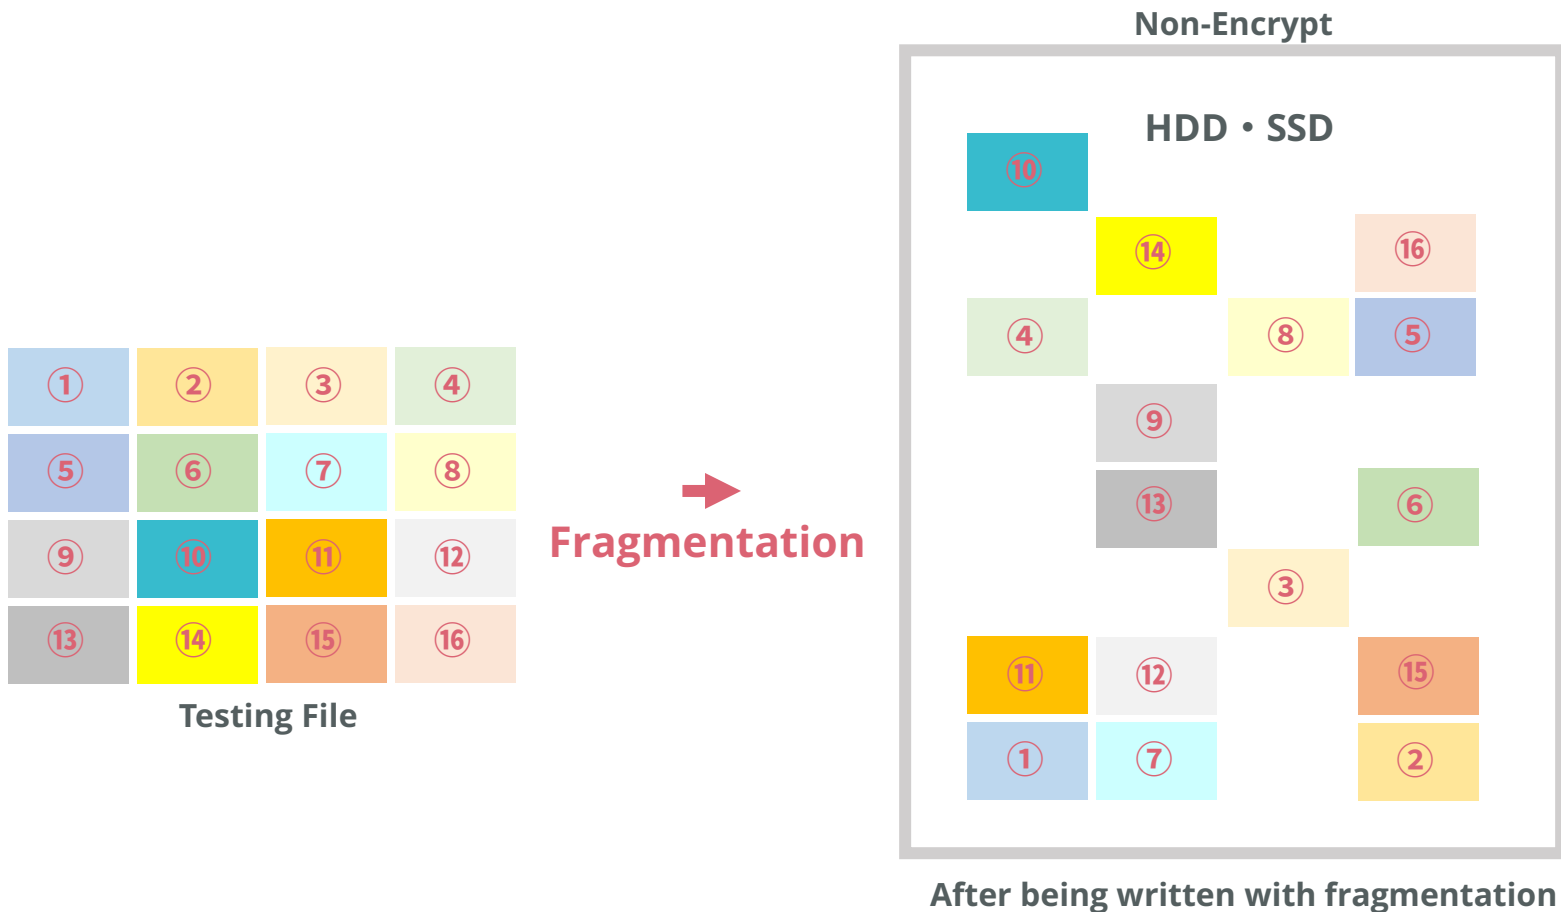 Non-Encrypt
HDD・SSD
⑩
⑭ ⑯
④ ⑧ ⑤
⑨
⑬ ⑥
③
⑪ ⑫ ⑮
① ⑦ ②
After being written with fragmentation
① ② ③ ④
⑤ ⑥ ⑦ ⑧
⑨ ⑩ ⑪ ⑫
⑬ ⑭ ⑮ ⑯
Testing File
Fragmentation